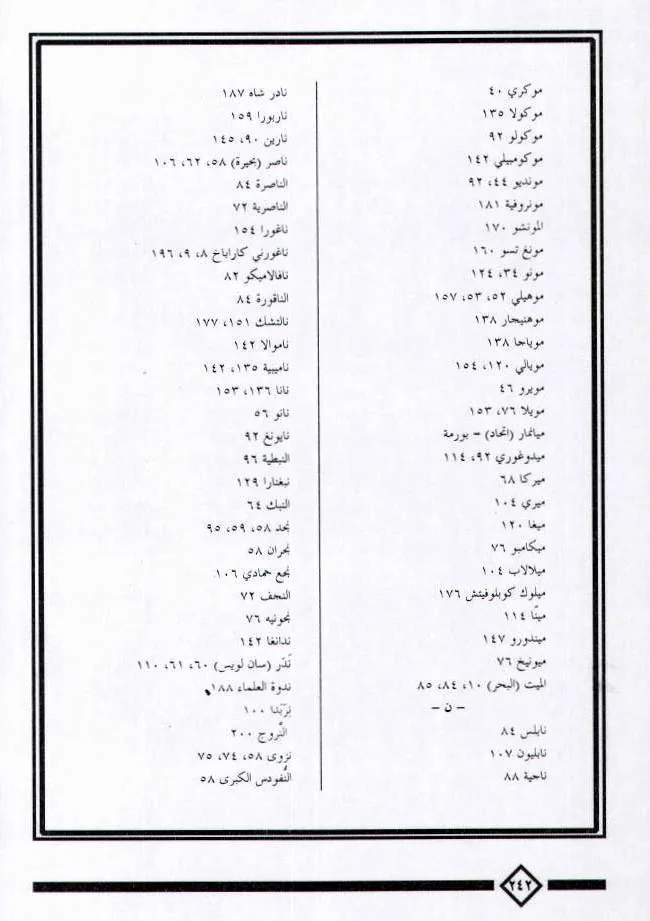 موكري ٤٠
موكولا ١٣٥
موكولو ٩٢
موكومبيلي ١٤٢
مونديو ٤٤، ٩٢
مونروفية ١٨١
المونشو ١٧٠
مونغ تسو ١٦٠
مونو ٣٤، ١٢٤
موهيلي ٥٢، ٥٣، ١٥٧
موهنيجار ١٣٨
موياجا ١٣٨
مويالي ١٢٠، ١٥٤
مويرو ٤٦
مويلا ٧٦، ١٥٣
ميانمار (اتحاد) = بورمة
ميدوغوري ٩٢، ١١٤
ميركا ٦٨
ميري ١٠٤
ميغا ١٢٠
ميكامبو ٧٦
ميلالاب ١٠٤
ميلوك كوبلوفيتش ١٧٦
مينّا ١١٤
ميندورو ١٤٧
ميونيخ ٧٦
الميت (البحر) ١٠، ٨٤، ٨٥
- ن -
نابلس ٨٤
نابليون ١٠٧
ناحية ٨٨
نادر شاه ١٨٧
ناربورا ١٥٩
نارين ٩٠، ١٤٥
ناصر (بحيرة) ٥٨، ٦٢، ١٠٦
الناصرة ٨٤
الناصرية ٧٢
ناغورا ١٥٤
ناغورني كاراباخ ٨، ٩، ١٩٦
نافالاميكو ٨٢
الناقورة ٨٤
نالتشك ١٥١، ١٧٧
ناموالا ١٤٢
ناميبية ١٣٥، ١٤٢
نانا ١٣٦، ١٥٣
نانو ٥٦
نايونغ ٩٢
النبطية ٩٦
نبغنارا ١٢٩
النبك ٦٤
نجد ٥٨، ٥٩، ٩٥
نجران ٥٨
نجع حمادي ١٠٦
النجف ٧٢
نجونيه ٧٦
ندانغا ١٤٢
نّدّر (سان لويس) ٦٠، ٦١، ١١٠
ندوة العلماء ١٨٨
١٠٠
النُّروج ٢٠٠
نزوى ٥٨، ٧٤، ٧٥
النُّفودس الكبرى ٥٨
٢٤٢